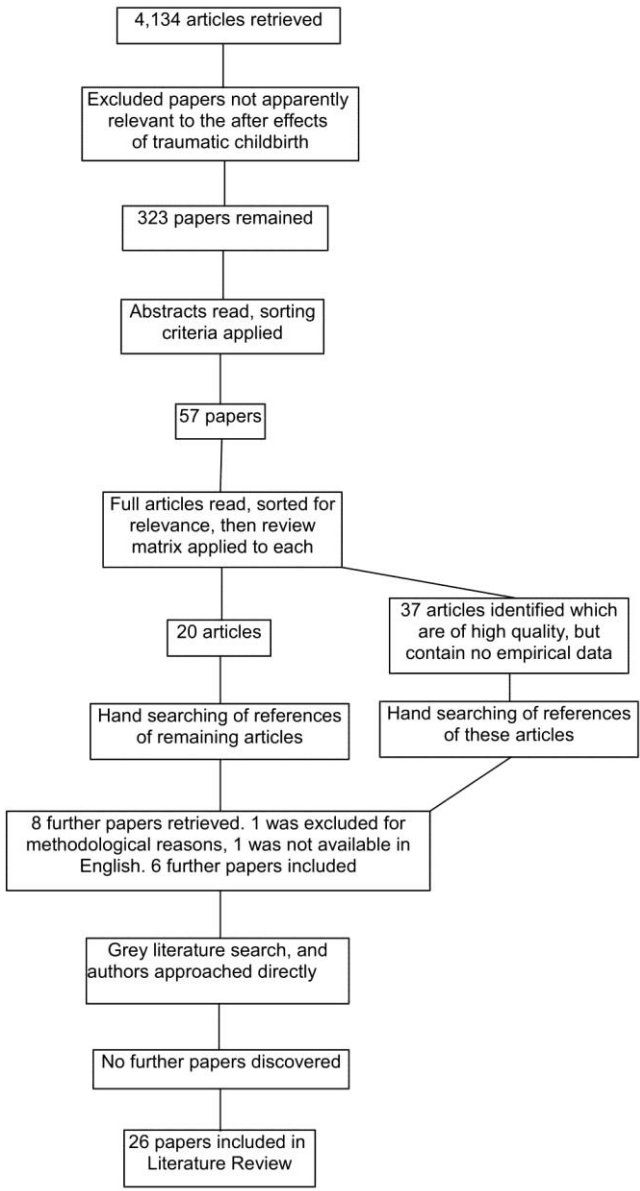 4,134 articles retrieved
Excluded papers not apparently
relevant to the after effects
of traumatic childbirth
323 papers remained
Abstracts read, sorting
criteria applied
57 papers
Full articles read, sorted for
relevance, then review
matrix applied to each
20 articles
37 articles identified which
are of high quality, but
contain no empirical data
Hand searching of references
of remaining articles
Hand searching of references
of these articles
8 further papers retrieved. 1 was excluded for
methodological reasons, 1 was not available in
English. 6 further papers included
Grey literature search, and
authors approached directly
No further papers discovered
26 papers included in
Literature Review